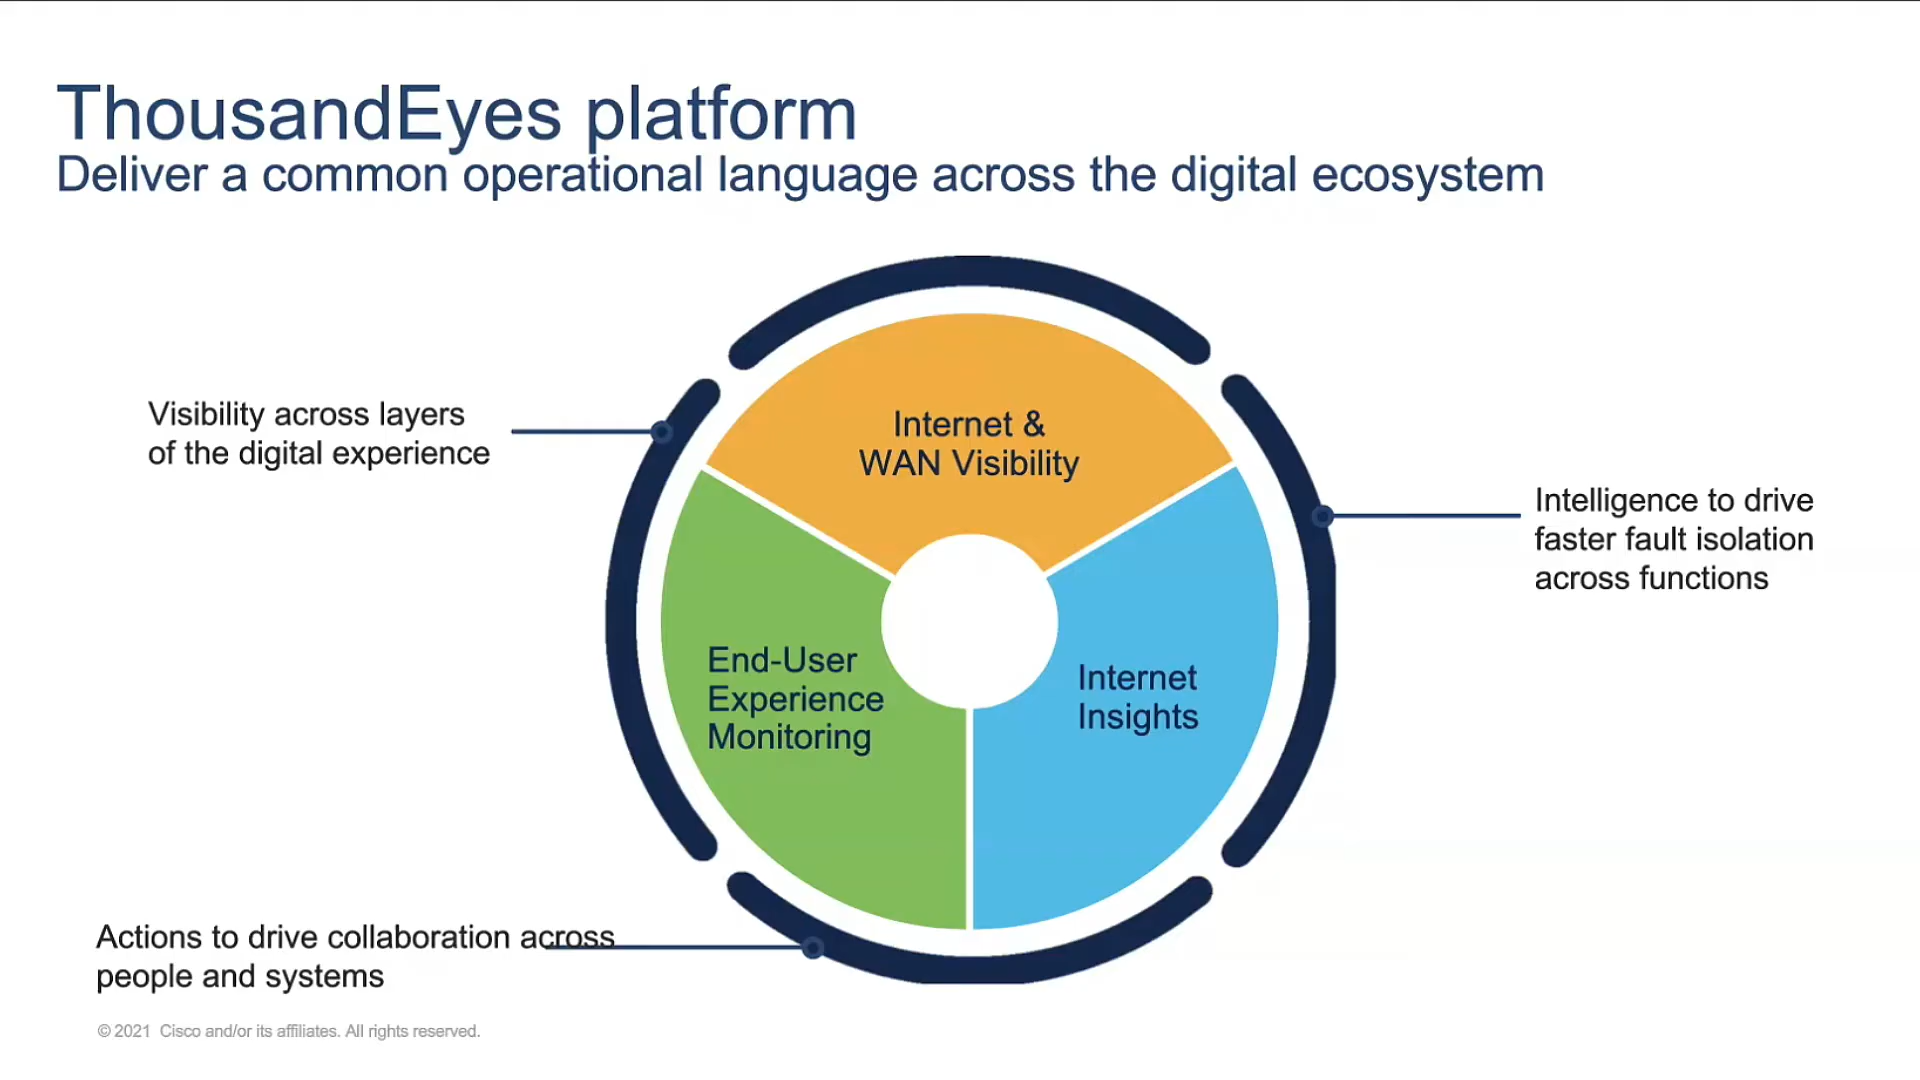 ThousandEyes platform
Deliver a common operational language across the digital ecosystem
Visibility across layers
of the digital experience
Internet &
WAN Visibility
Intelligence to drive
faster fault isolation
across functions
End-User
Experience
Monitoring
Internet
Insights
Actions to drive collaboration across
people and systems
© 2021 Cisco and/or its affiliates. All rights reserved.